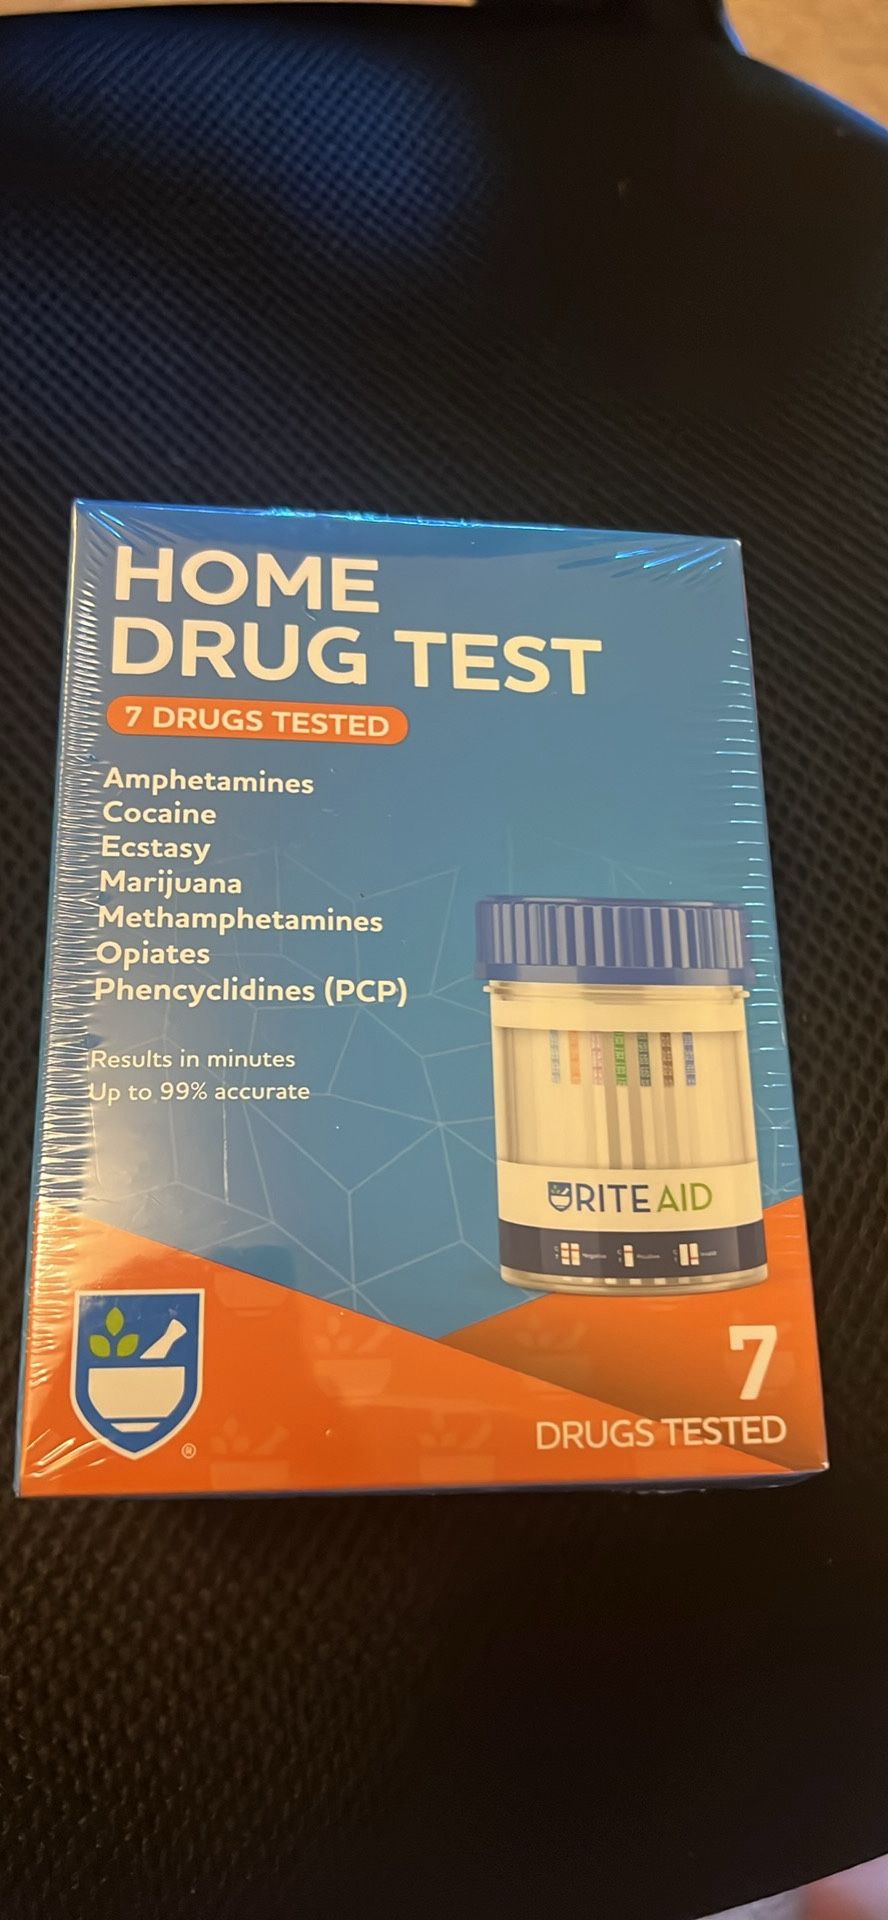 HOME
DRUG TEST
7 DRUGS TESTED
Amphetamines
Cocaine
Ecstasy
Marijuana
Methamphetamines
Opiates
Phencyclidines (PCP)
Results in minutes
Up to 99% accurate
RITE AID
®
7
DRUGS TESTED